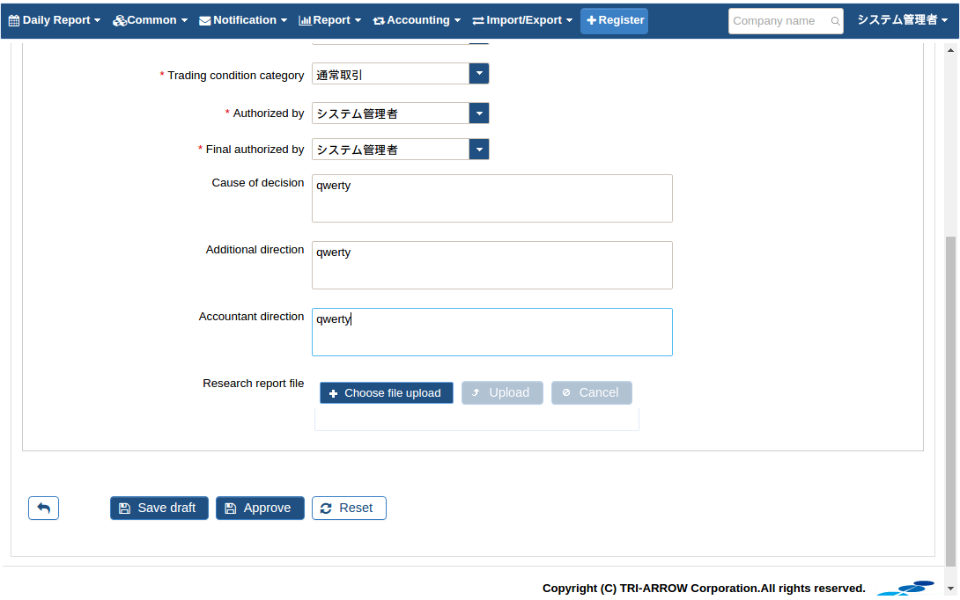 Daily Report Common Notification Report Accounting Import/Export Register Company name システム管理者
* Trading condition category 通常取引
* Authorized by システム管理者
* Final authorized by システム管理者
Cause of decision qwerty
Additional direction qwerty
Accountant direction qwerty
Research report file Choose file upload Upload Cancel
Save draft Approve Reset
Copyright (C) TRI-ARROW Corporation.All rights reserved.